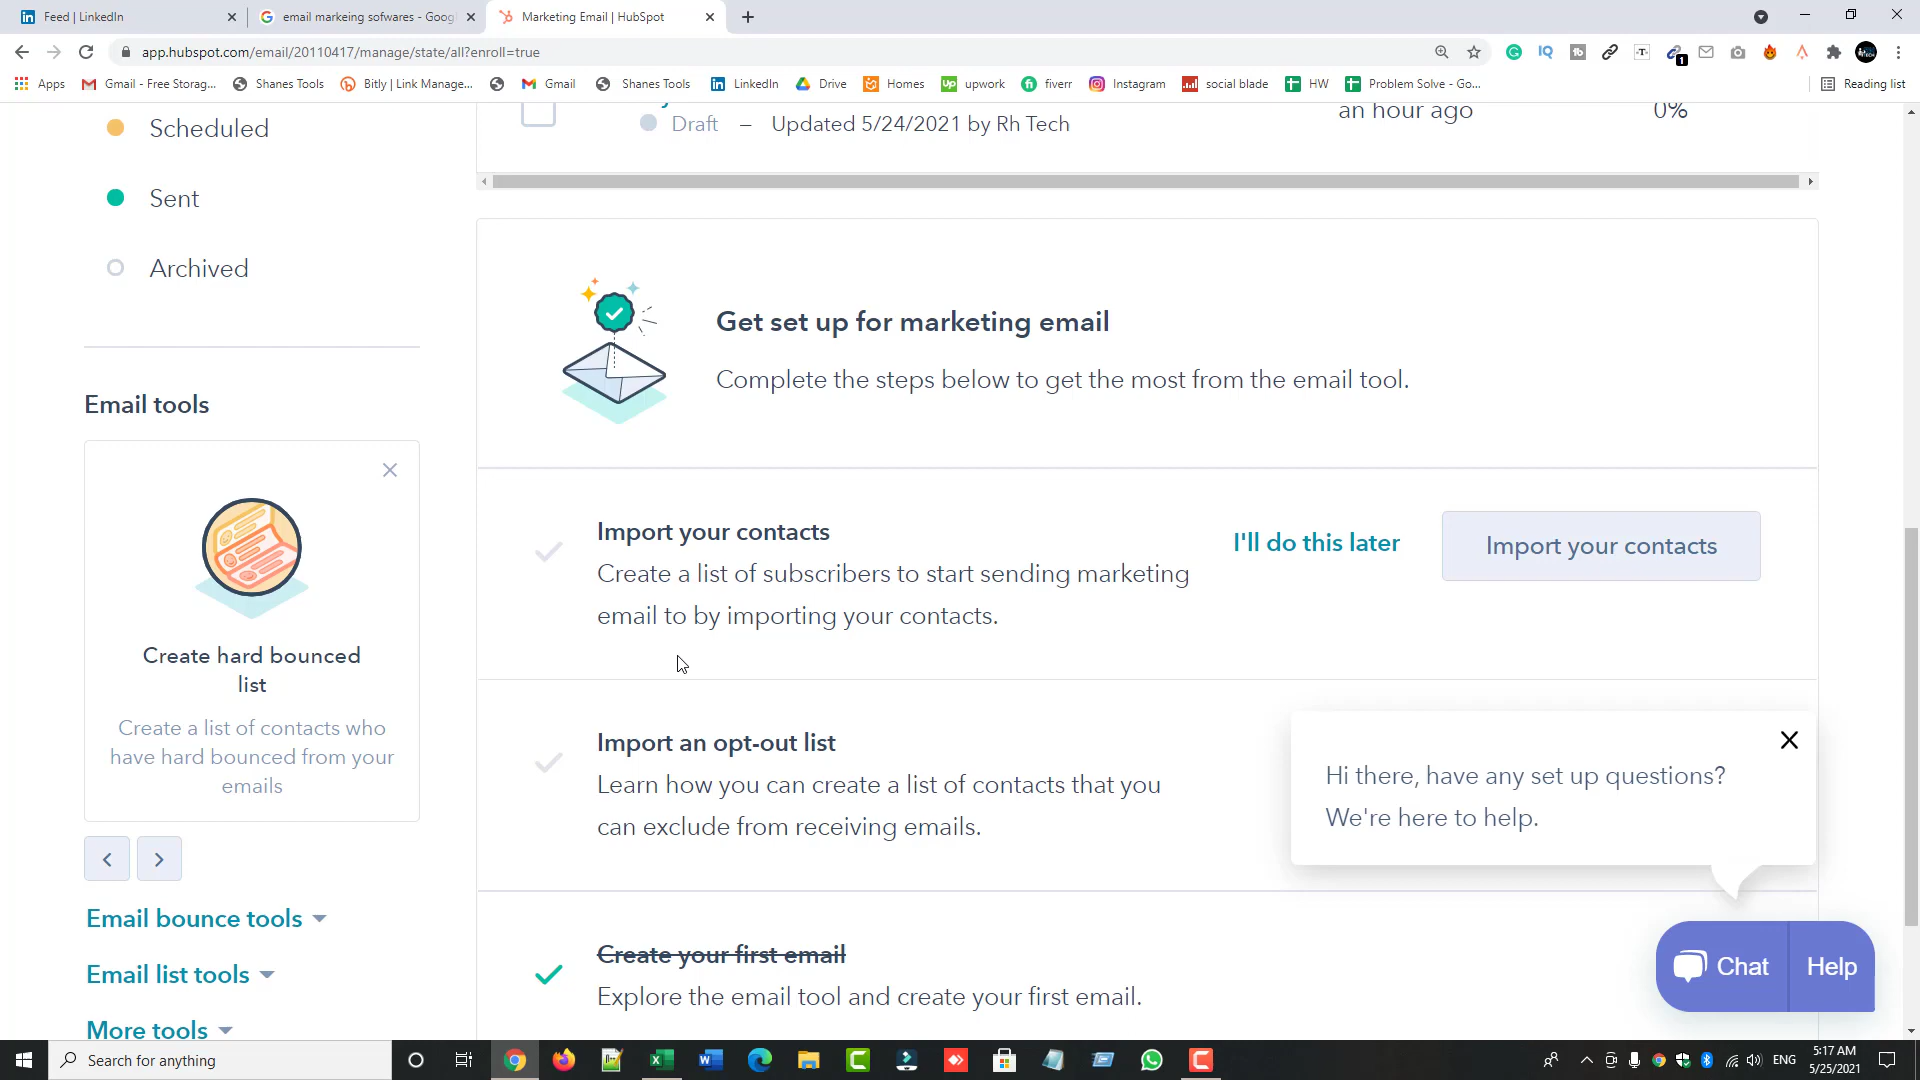 Feed | LinkedIn
email markeing sofwares - Goog
Marketing Email | HubSpot
app.hubspot.com/email/20110417/manage/state/all?enroll=true
1
Apps
Gmail - Free Storag...
Shanes Tools
Bitly | Link Manage...
Gmail
Shanes Tools
LinkedIn
Drive
Homes
upwork
fiverr
Instagram
social blade
HW
Problem Solve - Go...
Reading list
Scheduled
Sent
Archived
Draft – Updated 5/24/2021 by Rh Tech
an hour ago
0%
Get set up for marketing email
Complete the steps below to get the most from the email tool.
Email tools
Create hard bounced
list
Create a list of contacts who
have hard bounced from your
emails
Email bounce tools
Email list tools
More tools
Import your contacts
Create a list of subscribers to start sending marketing
email to by importing your contacts.
I'll do this later
Import your contacts
Import an opt-out list
Learn how you can create a list of contacts that you
can exclude from receiving emails.
Hi there, have any set up questions?
We're here to help.
Create your first email
Explore the email tool and create your first email.
Chat
Help
Search for anything
ENG
5:17 AM
5/25/2021